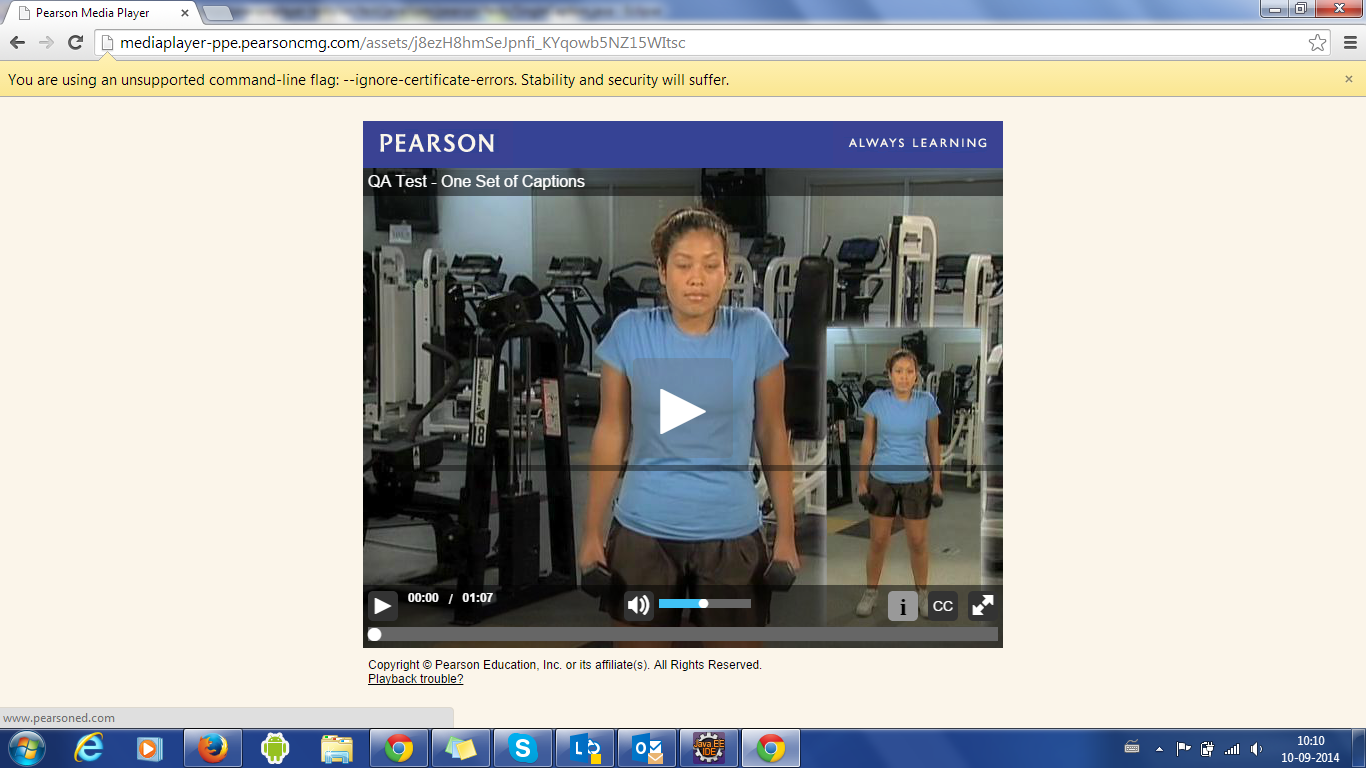 Pearson Media Player
mediaplayer-ppe.pearsoncmg.com/assets/j8ezH8hmSeJpnfi_KYqowb5NZ15WItsc
You are using an unsupported command-line flag: --ignore-certificate-errors. Stability and security will suffer.
PEARSON
ALWAYS LEARNING
QA Test - One Set of Captions
18
00:00 / 01:07
i
CC
Copyright © Pearson Education, Inc. or its affiliate(s). All Rights Reserved.
Playback trouble?
www.pearsoned.com
Java EE
IDE
10:10
10-09-2014